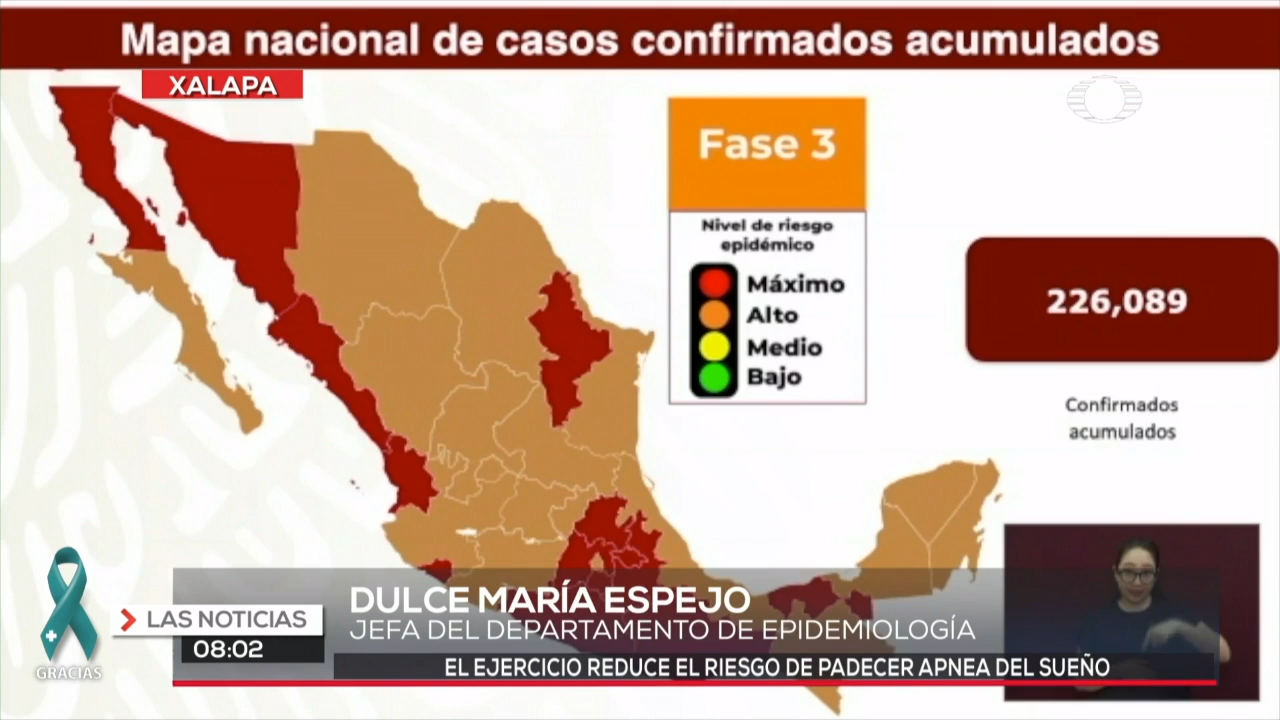 Mapa nacional de casos confirmados acumulados
XALAPA
Fase 3
Nivel de riesgo
epidémico
Máximo
Alto
Medio
Bajo
226,089
Confirmados
acumulados
DULCE MARÍA ESPEJO
JEFA DEL DEPARTAMENTO DE EPIDEMIOLOGÍA
LAS NOTICIAS
08:02
EL EJERCICIO REDUCE EL RIESGO DE PADECER APNEA DEL SUEÑO
GRACIAS